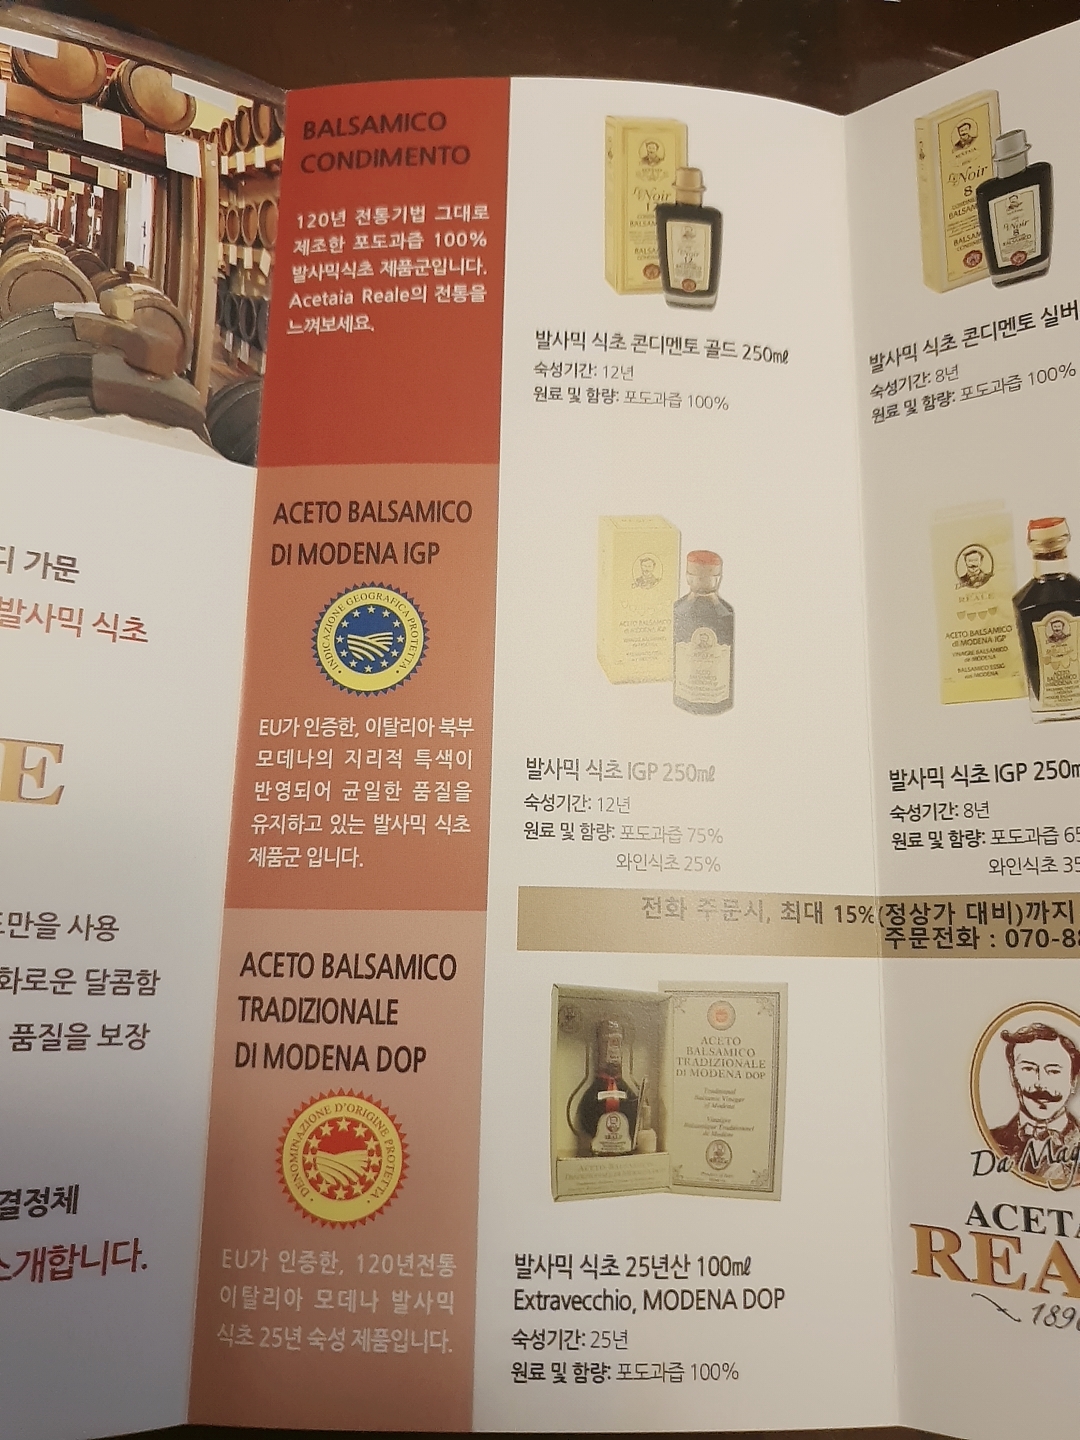 BALSAMICO
CONDIMENTO
120년 전통기법 그대로
제조한 포도과즙 100%
발사믹식초 제품군입니다.
Acetaia Reale의 전통을
느껴보세요.
발사믹 식초 콘디멘토 골드 250㎖
숙성기간: 12년
원료 및 함량: 포도과즙 100%
발사믹 식초 콘디멘토 실버
숙성기간: 8년
원료 및 함량: 포도과즙 100%
가문
발사믹 식초
E
만을 사용
화로운 달콤함
품질을 보장
결정체
소개합니다.
ACETO BALSAMICO
DI MODENA IGP
INDICAZIONE GEOGRAFICA PROTETTA
EU가 인증한, 이탈리아 북부
모데나의 지리적 특색이
반영되어 균일한 품질을
유지하고 있는 발사믹 식초
제품군 입니다.
발사믹 식초 IGP 250㎖
숙성기간: 12년
원료 및 함량: 포도과즙 75%
와인식초 25%
REALE
ACETO BALSAMICO
di MODENA IGP
발사믹 식초 IGP 250
숙성기간: 8년
원료 및 함량: 포도과즙
와인식초
전화 주문시, 최대 15%(정상가 대비)까지
주문전화 : 070-8
ACETO BALSAMICO
TRADIZIONALE
DI MODENA DOP
DENOMINAZIONE D'ORIGINE PROTETTA
EU가 인증한, 120년전통
이탈리아 모데나 발사믹
식초 25년 숙성 제품입니다.
ACETO
BALSAMICO
TRADIZIONALE
DI MODENA DOP
Traditional
Balsamic Vinegar
of Modena
발사믹 식초 25년산 100㎖
Extravecchio, MODENA DOP
숙성기간: 25년
원료 및 함량: 포도과즙 100%
Da
ACETA
REA
189